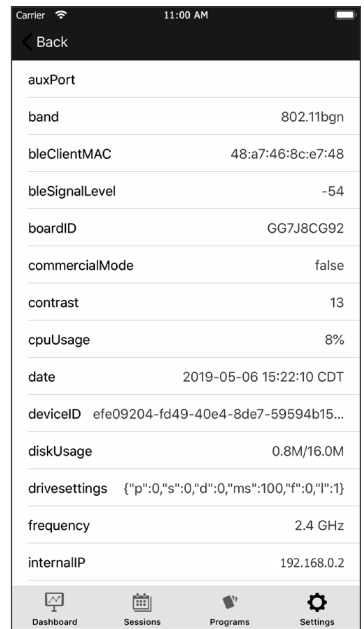 Carrier 11:00 AM
Back
auxPort
band 802.11bgn
bleClientMAC 48:a7:46:8c:e7:48
bleSignalLevel -54
boardID GG7J8CG92
commercialMode false
contrast 13
cpuUsage 8%
date 2019-05-06 15:22:10 CDT
deviceID efe09204-fd49-40e4-8de7-59594b15...
diskUsage 0.8M/16.0M
drivesettings {"p":0,"s":0,"d":0,"ms":100,"f":0,"l":1}
frequency 2.4 GHz
internalIP 192.168.0.2
Dashboard Sessions Programs Settings